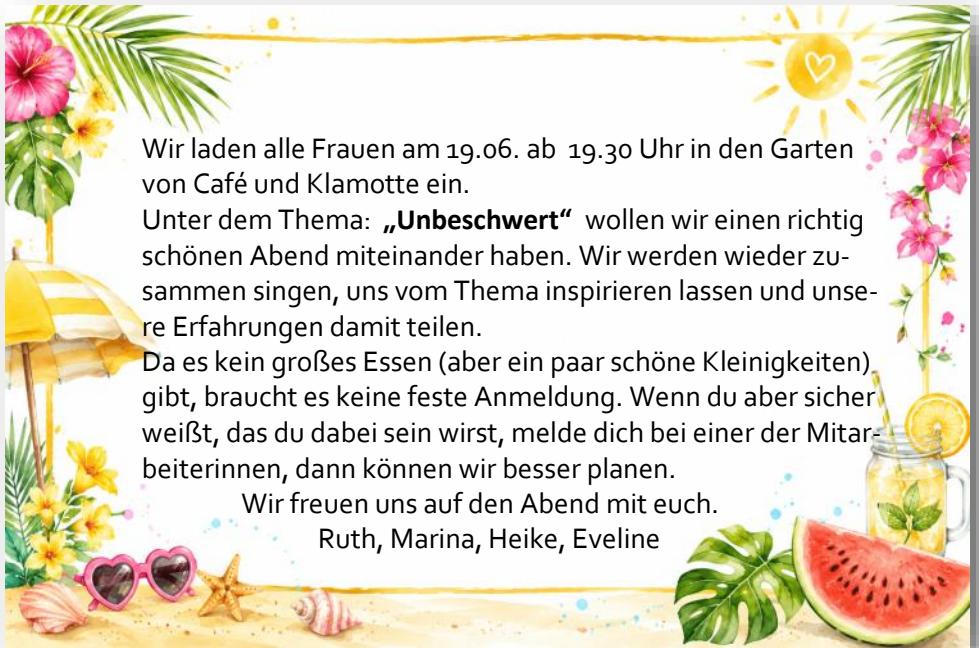 Wir laden alle Frauen am 19.06. ab 19.30 Uhr in den Garten
von Café und Klamotte ein.
Unter dem Thema: „Unbeschwert“ wollen wir einen richtig
schönen Abend miteinander haben. Wir werden wieder zu-
sammen singen, uns vom Thema inspirieren lassen und unse-
re Erfahrungen damit teilen.
Da es kein großes Essen (aber ein paar schöne Kleinigkeiten)
gibt, braucht es keine feste Anmeldung. Wenn du aber sicher
weißt, das du dabei sein wirst, melde dich bei einer der Mitar-
beiterinnen, dann können wir besser planen.
Wir freuen uns auf den Abend mit euch.
Ruth, Marina, Heike, Eveline